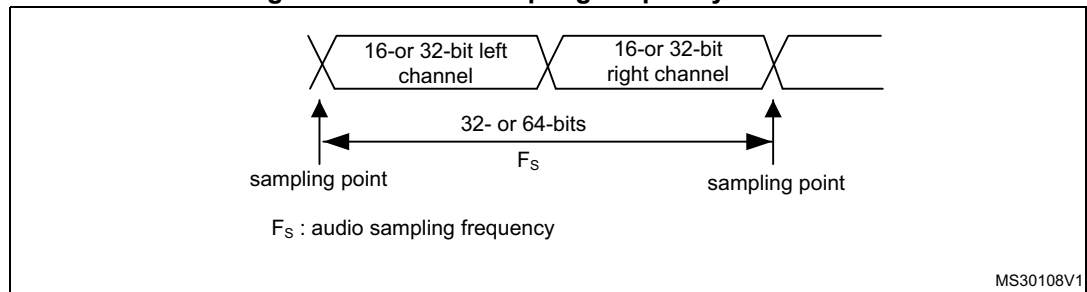 16-or 32-bit left
channel
16-or 32-bit
right channel
32- or 64-bits
FS
sampling point
sampling point
FS : audio sampling frequency
MS30108V1